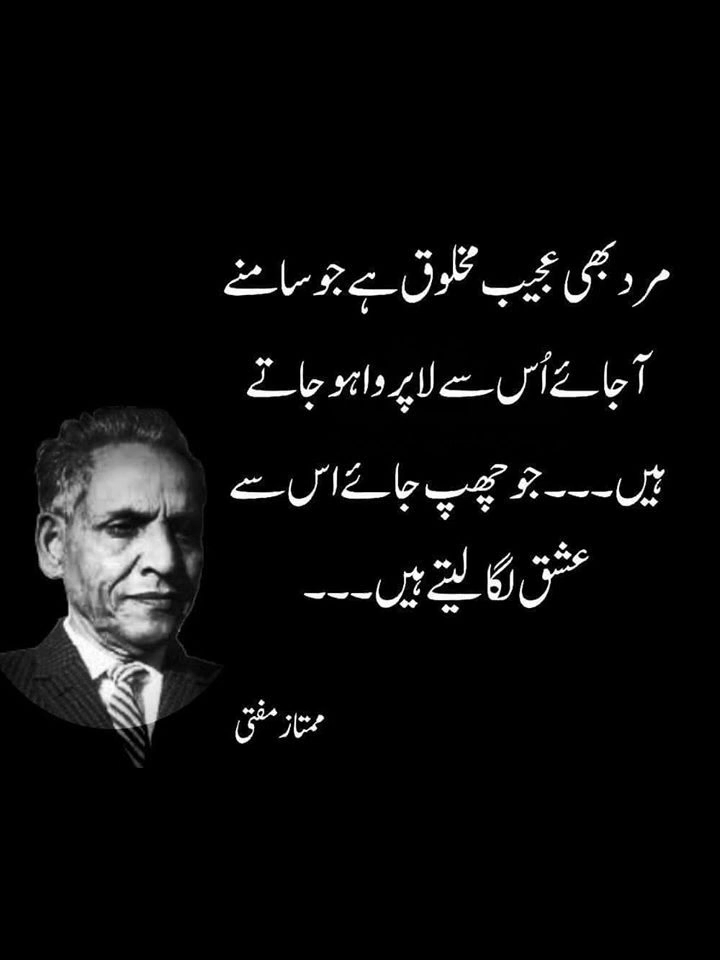 مرد بھی عجیب مخلوق ہے جو سامنے
آ جائے اُس سے لاپرواہو جاتے
ہیں۔۔۔جو چھپ جائے اس سے
عشق لگا لیتے ہیں۔۔۔
ممتاز مفتی